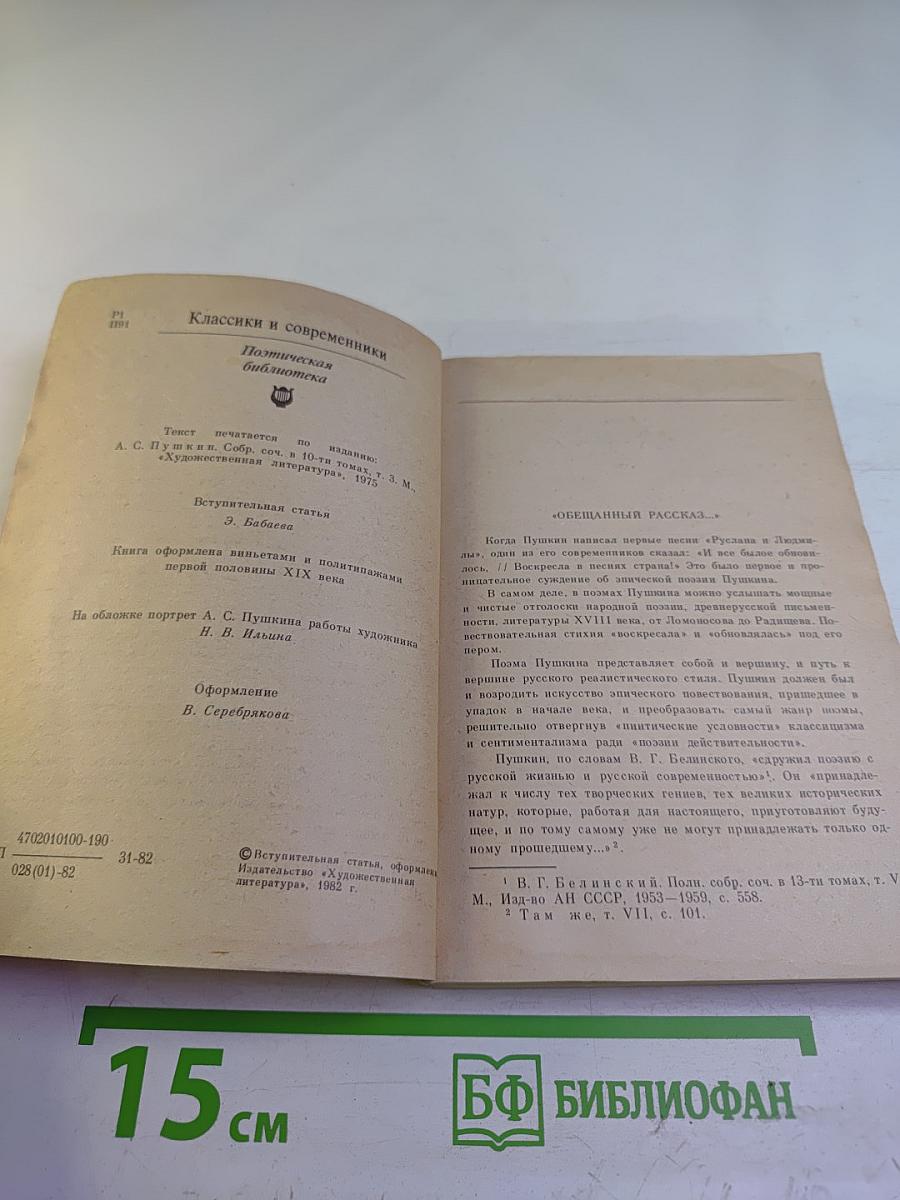 Р1
П91
Классики и современники
Поэтическая
библиотека
Текст печатается по изданию:
А. С. Пушкин. Собр. соч. в 10-ти томах, т. 3. М.,
«Художественная литература», 1975
Вступительная статья
Э. Бабаева
Книга оформлена виньетами и политипажами
первой половины XIX века
На обложке портрет А. С. Пушкина работы художника
Н. В. Ильина
Оформление
В. Серебрякова
4702010100-190
П 31-82
028(01)-82
© Вступительная статья, оформлен
Издательство «Художественная
литература», 1982 г.
«ОБЕЩАННЫЙ РАССКАЗ...»
Когда Пушкин написал первые песни «Руслана и Людми-
лы», один из его современников сказал: «И все былое обнови-
лось, // Воскресла в песнях страна!» Это было первое и про-
ницательное суждение об эпической поэзии Пушкина.
В самом деле, в поэмах Пушкина можно услышать мощные
и чистые отголоски народной поэзии, древнерусской письмен-
ности, литературы XVIII века, от Ломоносова до Радищева. По-
вествовательная стихия «воскресала» и «обновлялась» под его
пером.
Поэма Пушкина представляет собой и вершину, и путь к
вершине русского реалистического стиля. Пушкин должен был
и возродить искусство эпического повествования, пришедшее в
упадок в начале века, и преобразовать самый жанр поэмы,
решительно отвергнув «пиитические условности» классицизма
и сентиментализма ради «поэзии действительности».
Пушкин, по словам В. Г. Белинского, «сдружил поэзию с
русской жизнью и русской современностью»¹. Он «принадле-
жал к числу тех творческих гениев, тех великих исторических
натур, которые, работая для настоящего, приуготовляют буду-
щее, и по тому самому уже не могут принадлежать только од-
ному прошедшему...»².
¹ В. Г. Белинский. Полн. собр. соч. в 13-ти томах, т. V
М., Изд-во АН СССР, 1953—1959, с. 558.
² Там же, т. VII, с. 101.
15 см
БФ БИБЛИОФАН